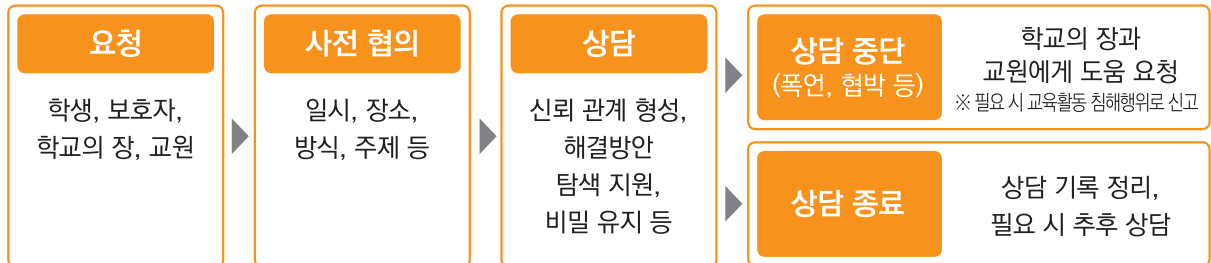 요청
학생, 보호자,
학교의 장, 교원
사전 협의
일시, 장소,
방식, 주제 등
상담
신뢰 관계 형성,
해결방안
탐색 지원,
비밀 유지 등
상담 중단
(폭언, 협박 등)
학교의 장과
교원에게 도움 요청
※ 필요 시 교육활동 침해행위로 신고
상담 종료
상담 기록 정리,
필요 시 추후 상담